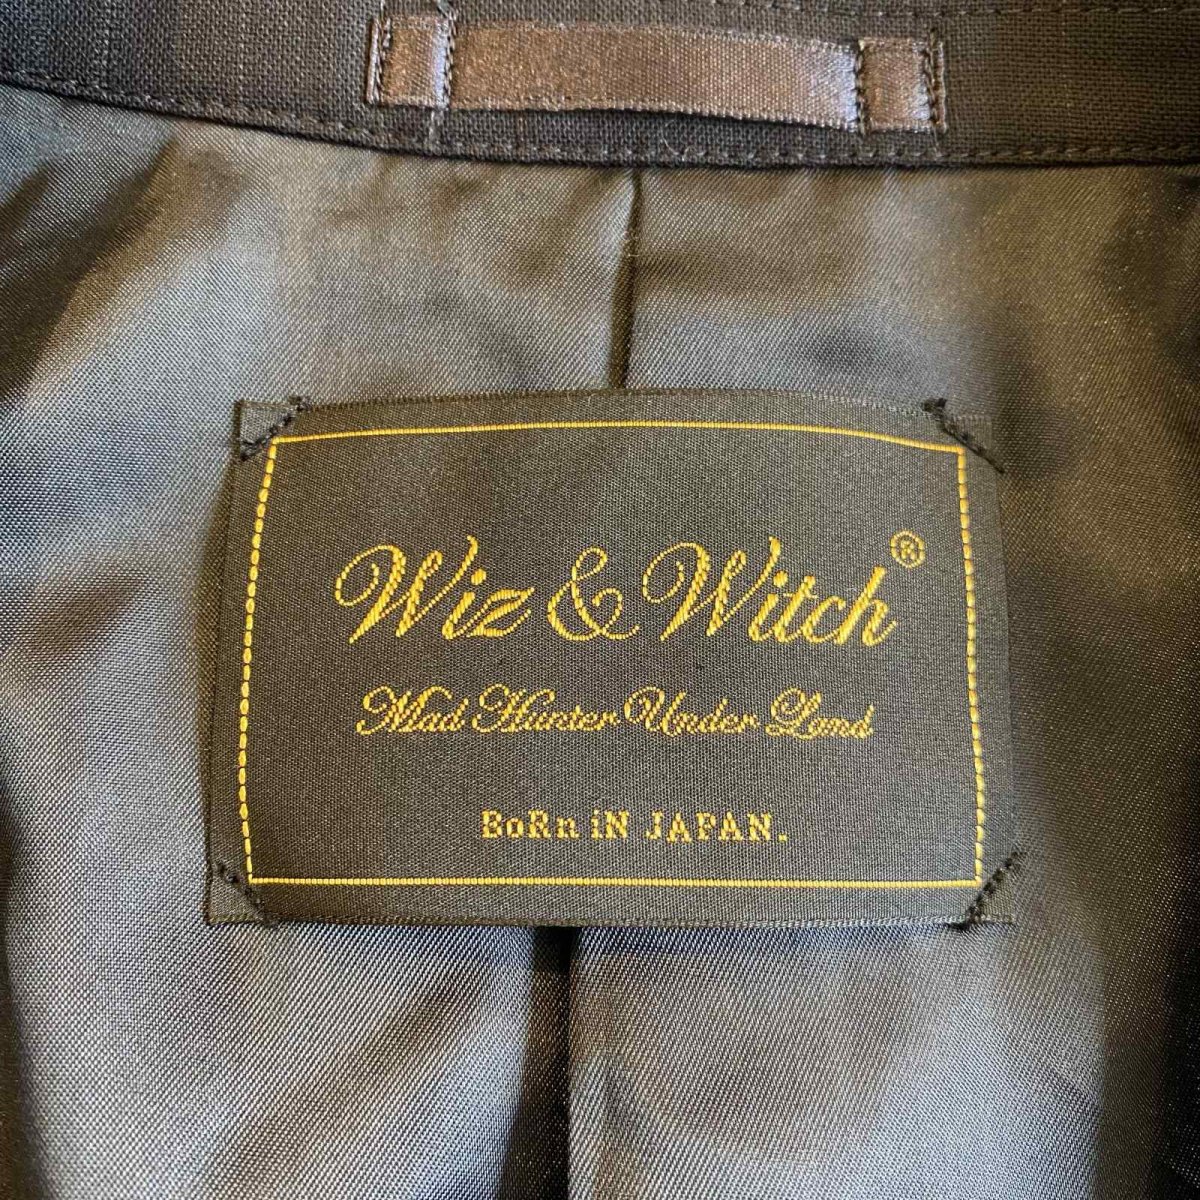 Wiz & Witch®
Mad Hunter Under Land
BoRn iN JAPAN.